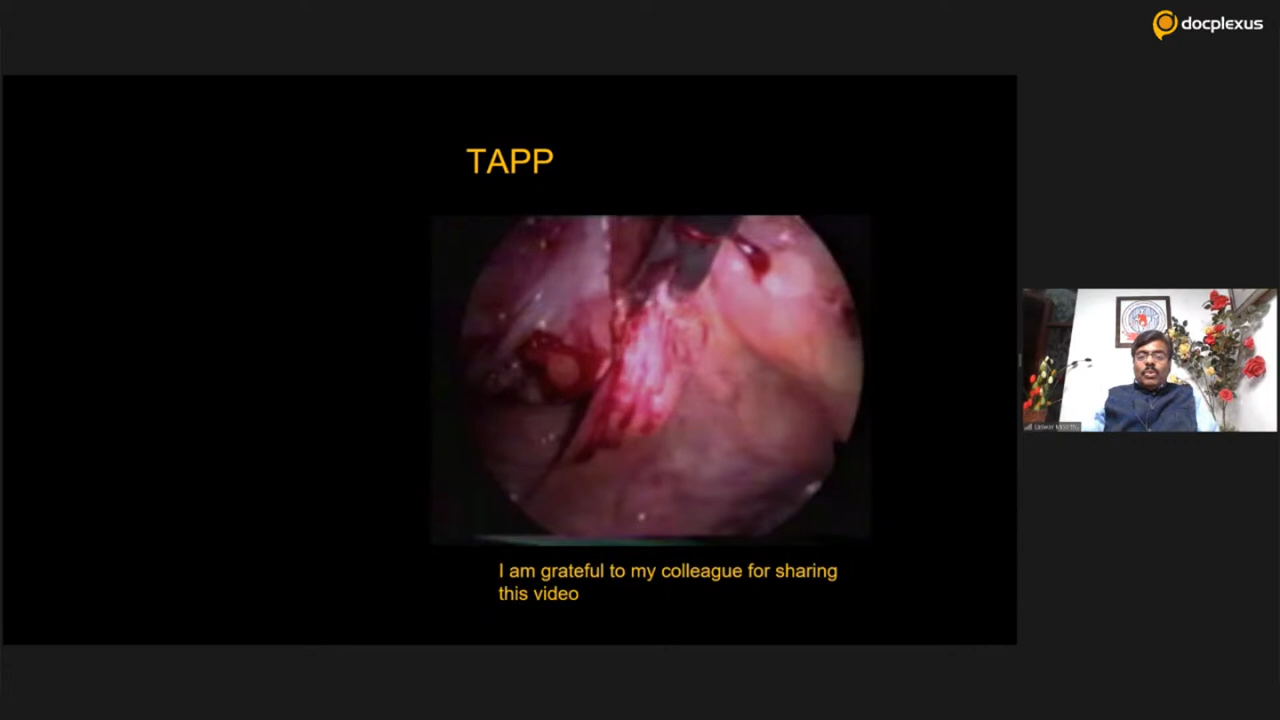 docplexus
TAPP
I am grateful to my colleague for sharing
this video